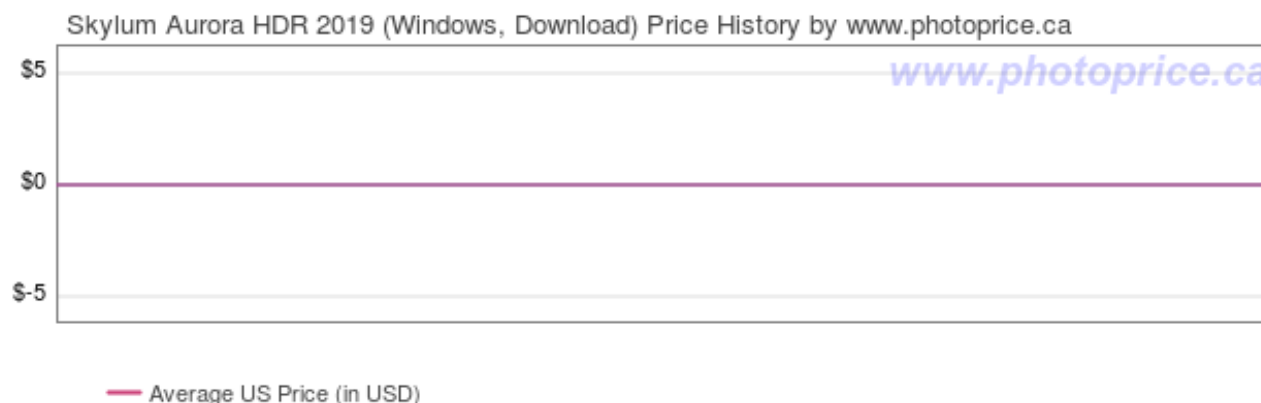 Skylum Aurora HDR 2019 (Windows, Download) Price History by www.photoprice.ca
www.photoprice.ca
$5
$0
$-5
Average US Price (in USD)